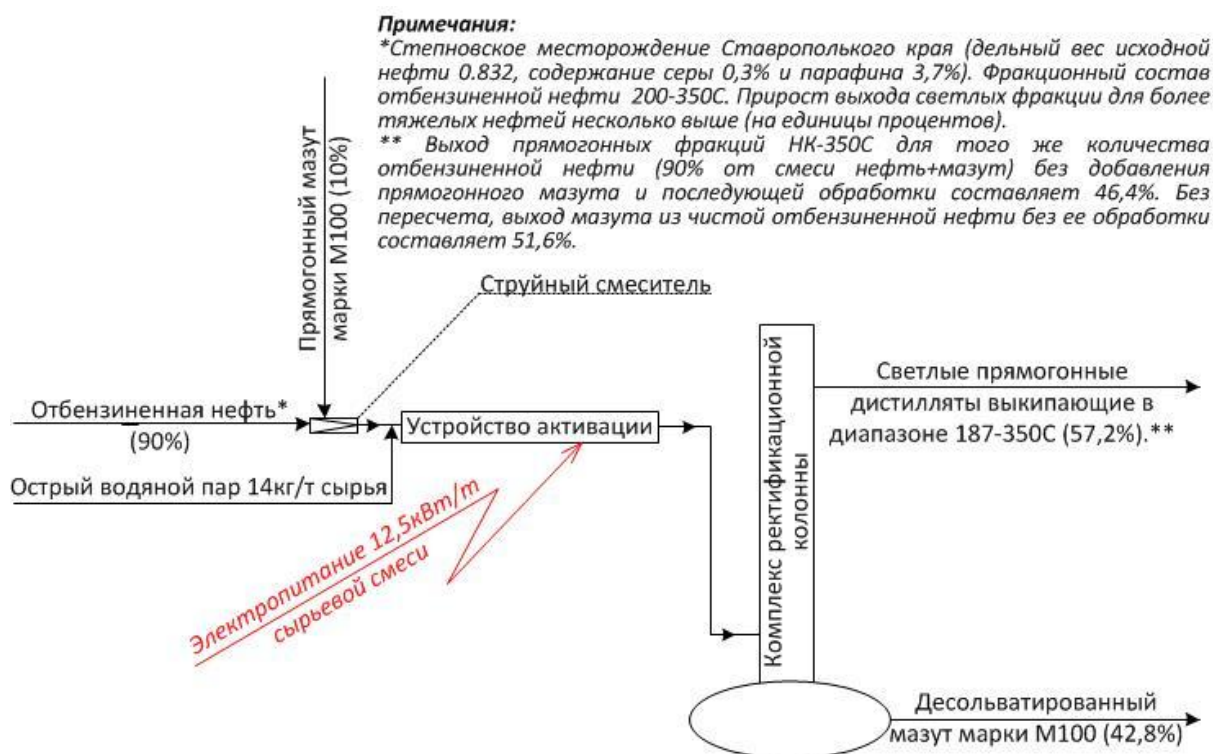 Примечания:
*Степновское месторождение Ставрополького края (дельный вес исходной
нефти 0.832, содержание серы 0,3% и парафина 3,7%). Фракционный состав
отбензиненной нефти 200-350С. Прирост выхода светлых фракции для более
тяжелых нефтей несколько выше (на единицы процентов).
** Выход прямогонных фракций НК-350С для того же количества
отбензиненной нефти (90% от смеси нефть+мазут) без добавления
прямогонного мазута и последующей обработки составляет 46,4%. Без
пересчета, выход мазута из чистой отбензиненной нефти без ее обработки
составляет 51,6%.
Прямогонный мазут
марки М100 (10%)
Струйный смеситель
Отбензиненная нефть*
(90%)
Острый водяной пар 14кг/т сырья
Устройство активации
Электропитание 12,5кВт/т
сырьевой смеси
Комплекс ректификационной
колонны
Светлые прямогонные
дистилляты выкипающие в
диапазоне 187-350С (57,2%).**
Десольватированный
мазут марки М100 (42,8%)